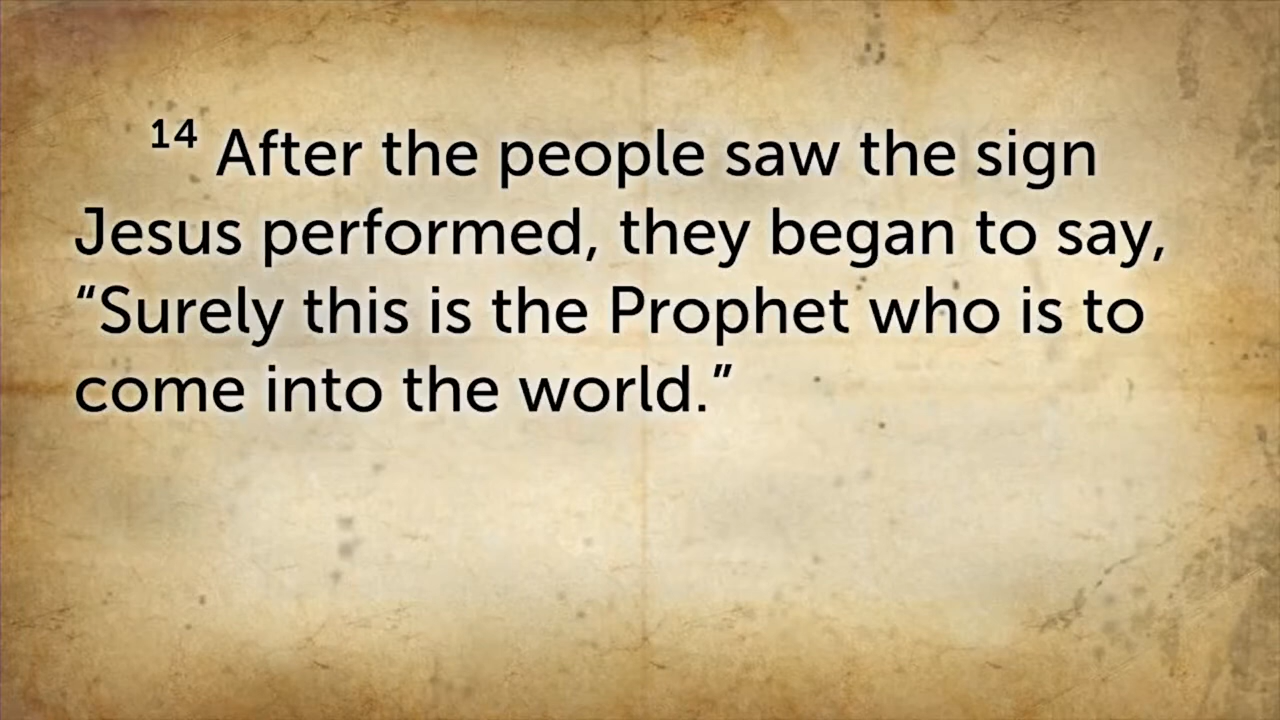 14 After the people saw the sign
Jesus performed, they began to say,
“Surely this is the Prophet who is to
come into the world.”